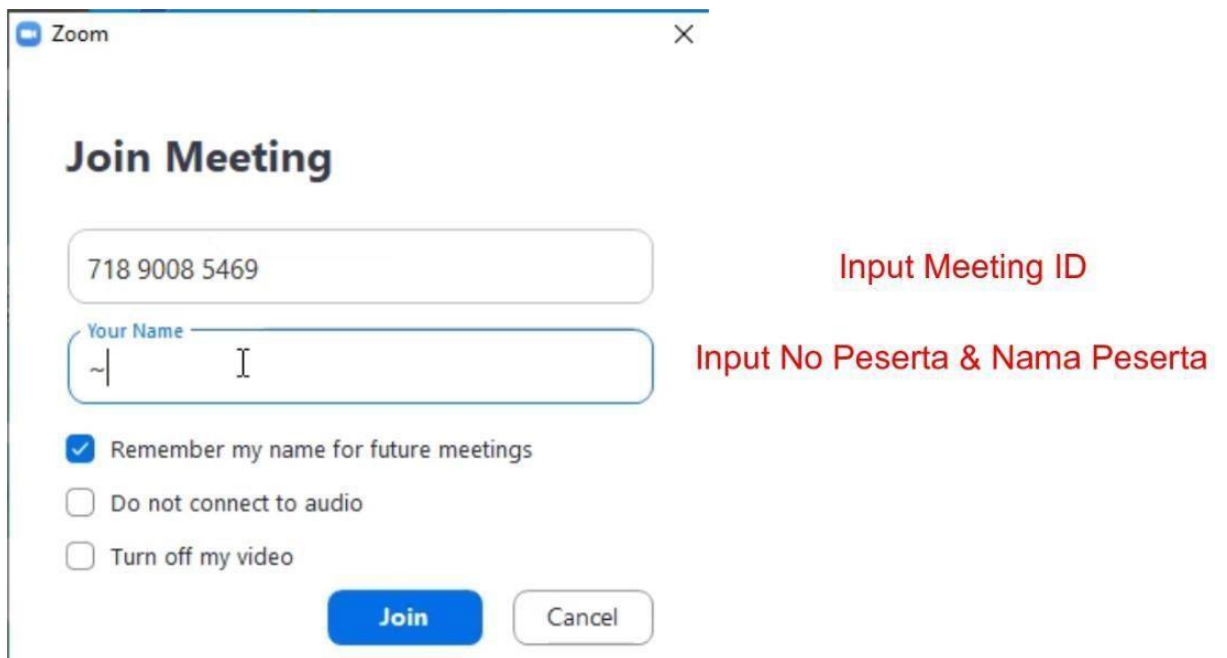 Zoom
Join Meeting
718 9008 5469
Input Meeting ID
Your Name
~
Input No Peserta & Nama Peserta
Remember my name for future meetings
Do not connect to audio
Turn off my video
Join
Cancel